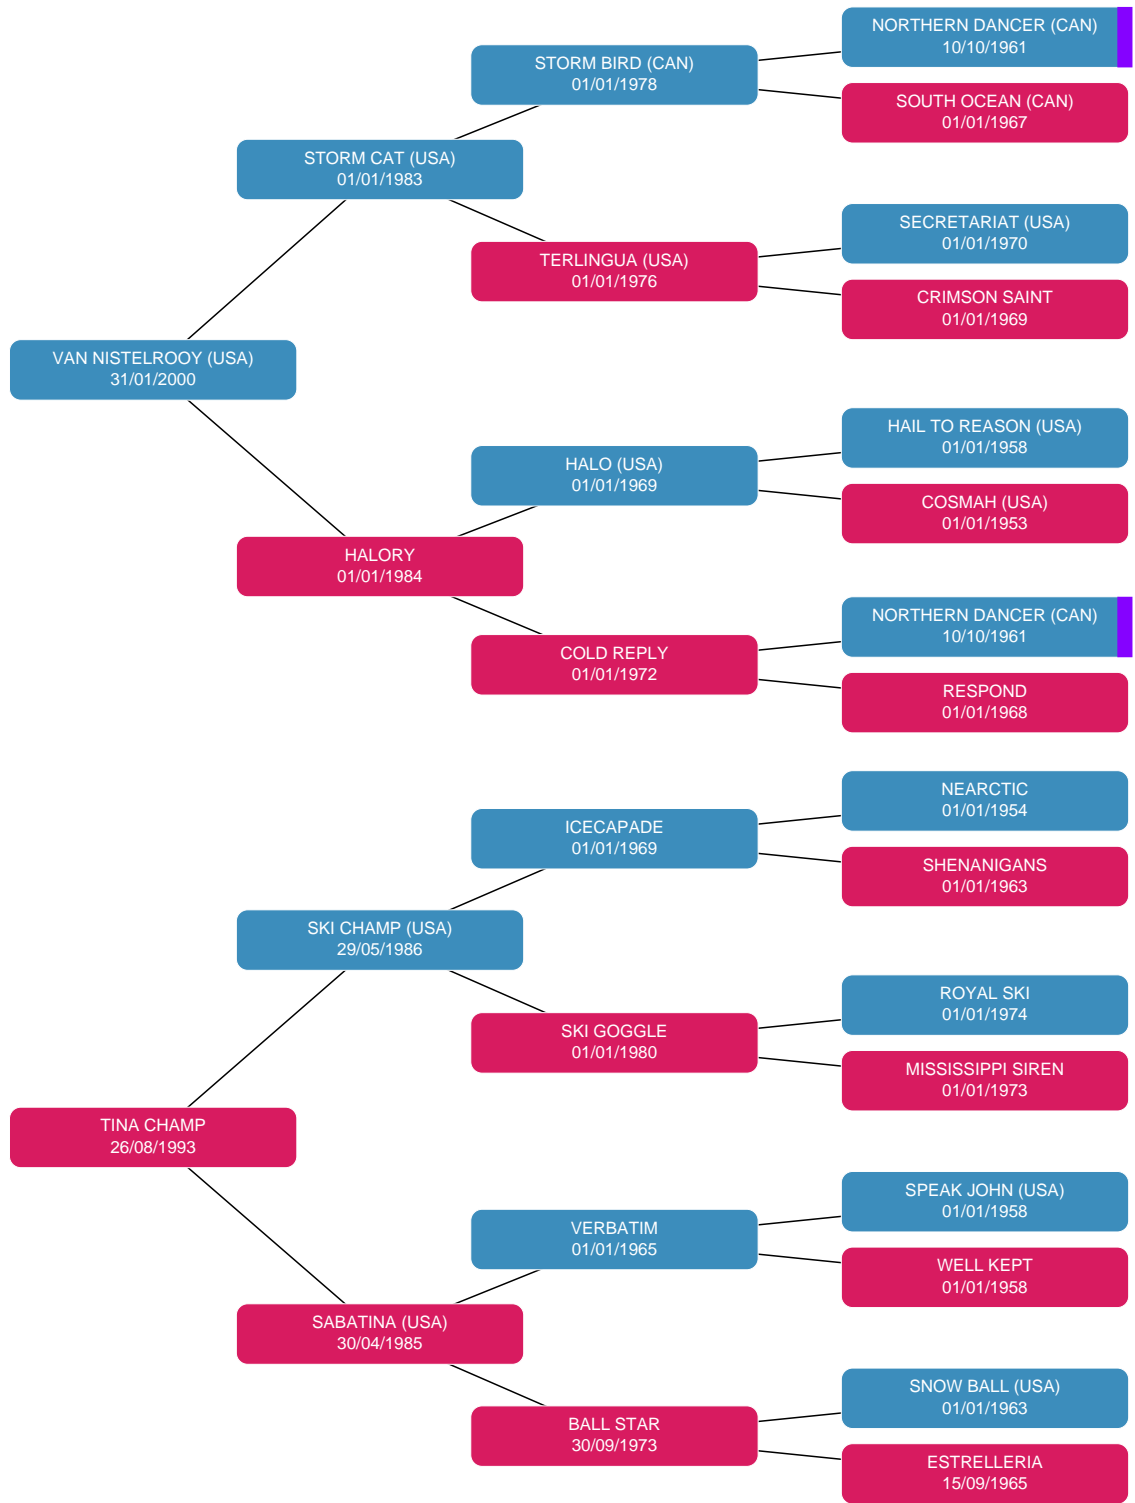 NORTHERN DANCER (CAN)
10/10/1961
STORM BIRD (CAN)
01/01/1978
SOUTH OCEAN (CAN)
01/01/1967
STORM CAT (USA)
01/01/1983
SECRETARIAT (USA)
01/01/1970
TERLINGUA (USA)
01/01/1976
CRIMSON SAINT
01/01/1969
VAN NISTELROOY (USA)
31/01/2000
HAIL TO REASON (USA)
01/01/1958
HALO (USA)
01/01/1969
COSMAH (USA)
01/01/1953
HALORY
01/01/1984
NORTHERN DANCER (CAN)
10/10/1961
COLD REPLY
01/01/1972
RESPOND
01/01/1968
NEARCTIC
01/01/1954
ICECAPADE
01/01/1969
SHENANIGANS
01/01/1963
SKI CHAMP (USA)
29/05/1986
ROYAL SKI
01/01/1974
SKI GOGGLE
01/01/1980
MISSISSIPPI SIREN
01/01/1973
TINA CHAMP
26/08/1993
SPEAK JOHN (USA)
01/01/1958
VERBATIM
01/01/1965
WELL KEPT
01/01/1958
SABATINA (USA)
30/04/1985
SNOW BALL (USA)
01/01/1963
BALL STAR
30/09/1973
ESTRELLERIA
15/09/1965